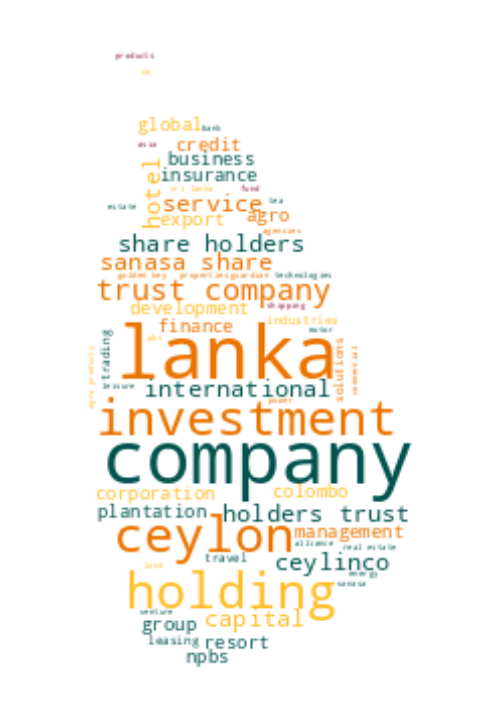 products
co
global bank
asia credit
business
hotel
insurance
sri lanka fund
service tea
estate
export agro
agencies
share holders
sanasa share
golden key propertiesguardian technologies
trust company
development shipping
finance industries
motor
plc
lanka
trading
solutions
commercial
agro products
leisure international
power
investment
company
corporation colombo
plantation holders trust
ceylon management
alliance real estate
travel ceylinco
land energy
holding sanasa
venture capital
group
leasing resort
npbs